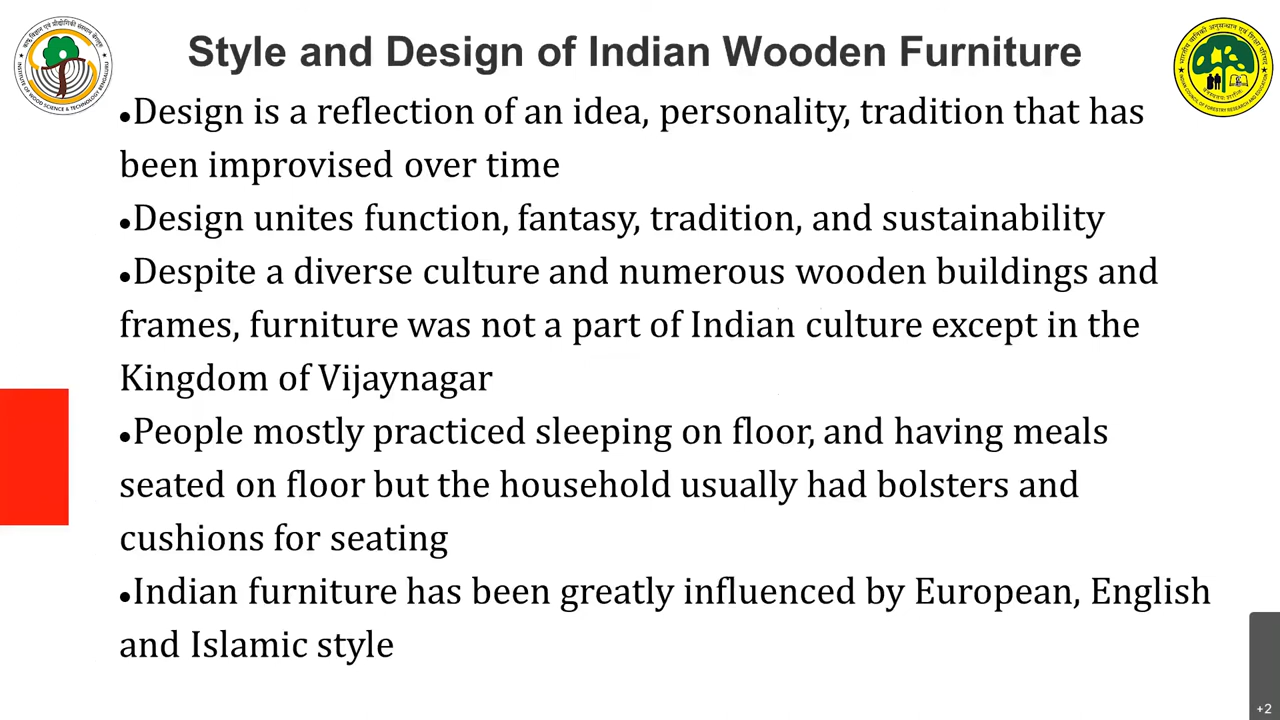 Style and Design of Indian Wooden Furniture
•Design is a reflection of an idea, personality, tradition that has
been improvised over time
•Design unites function, fantasy, tradition, and sustainability
•Despite a diverse culture and numerous wooden buildings and
frames, furniture was not a part of Indian culture except in the
Kingdom of Vijaynagar
•People mostly practiced sleeping on floor, and having meals
seated on floor but the household usually had bolsters and
cushions for seating
•Indian furniture has been greatly influenced by European, English
and Islamic style
+2